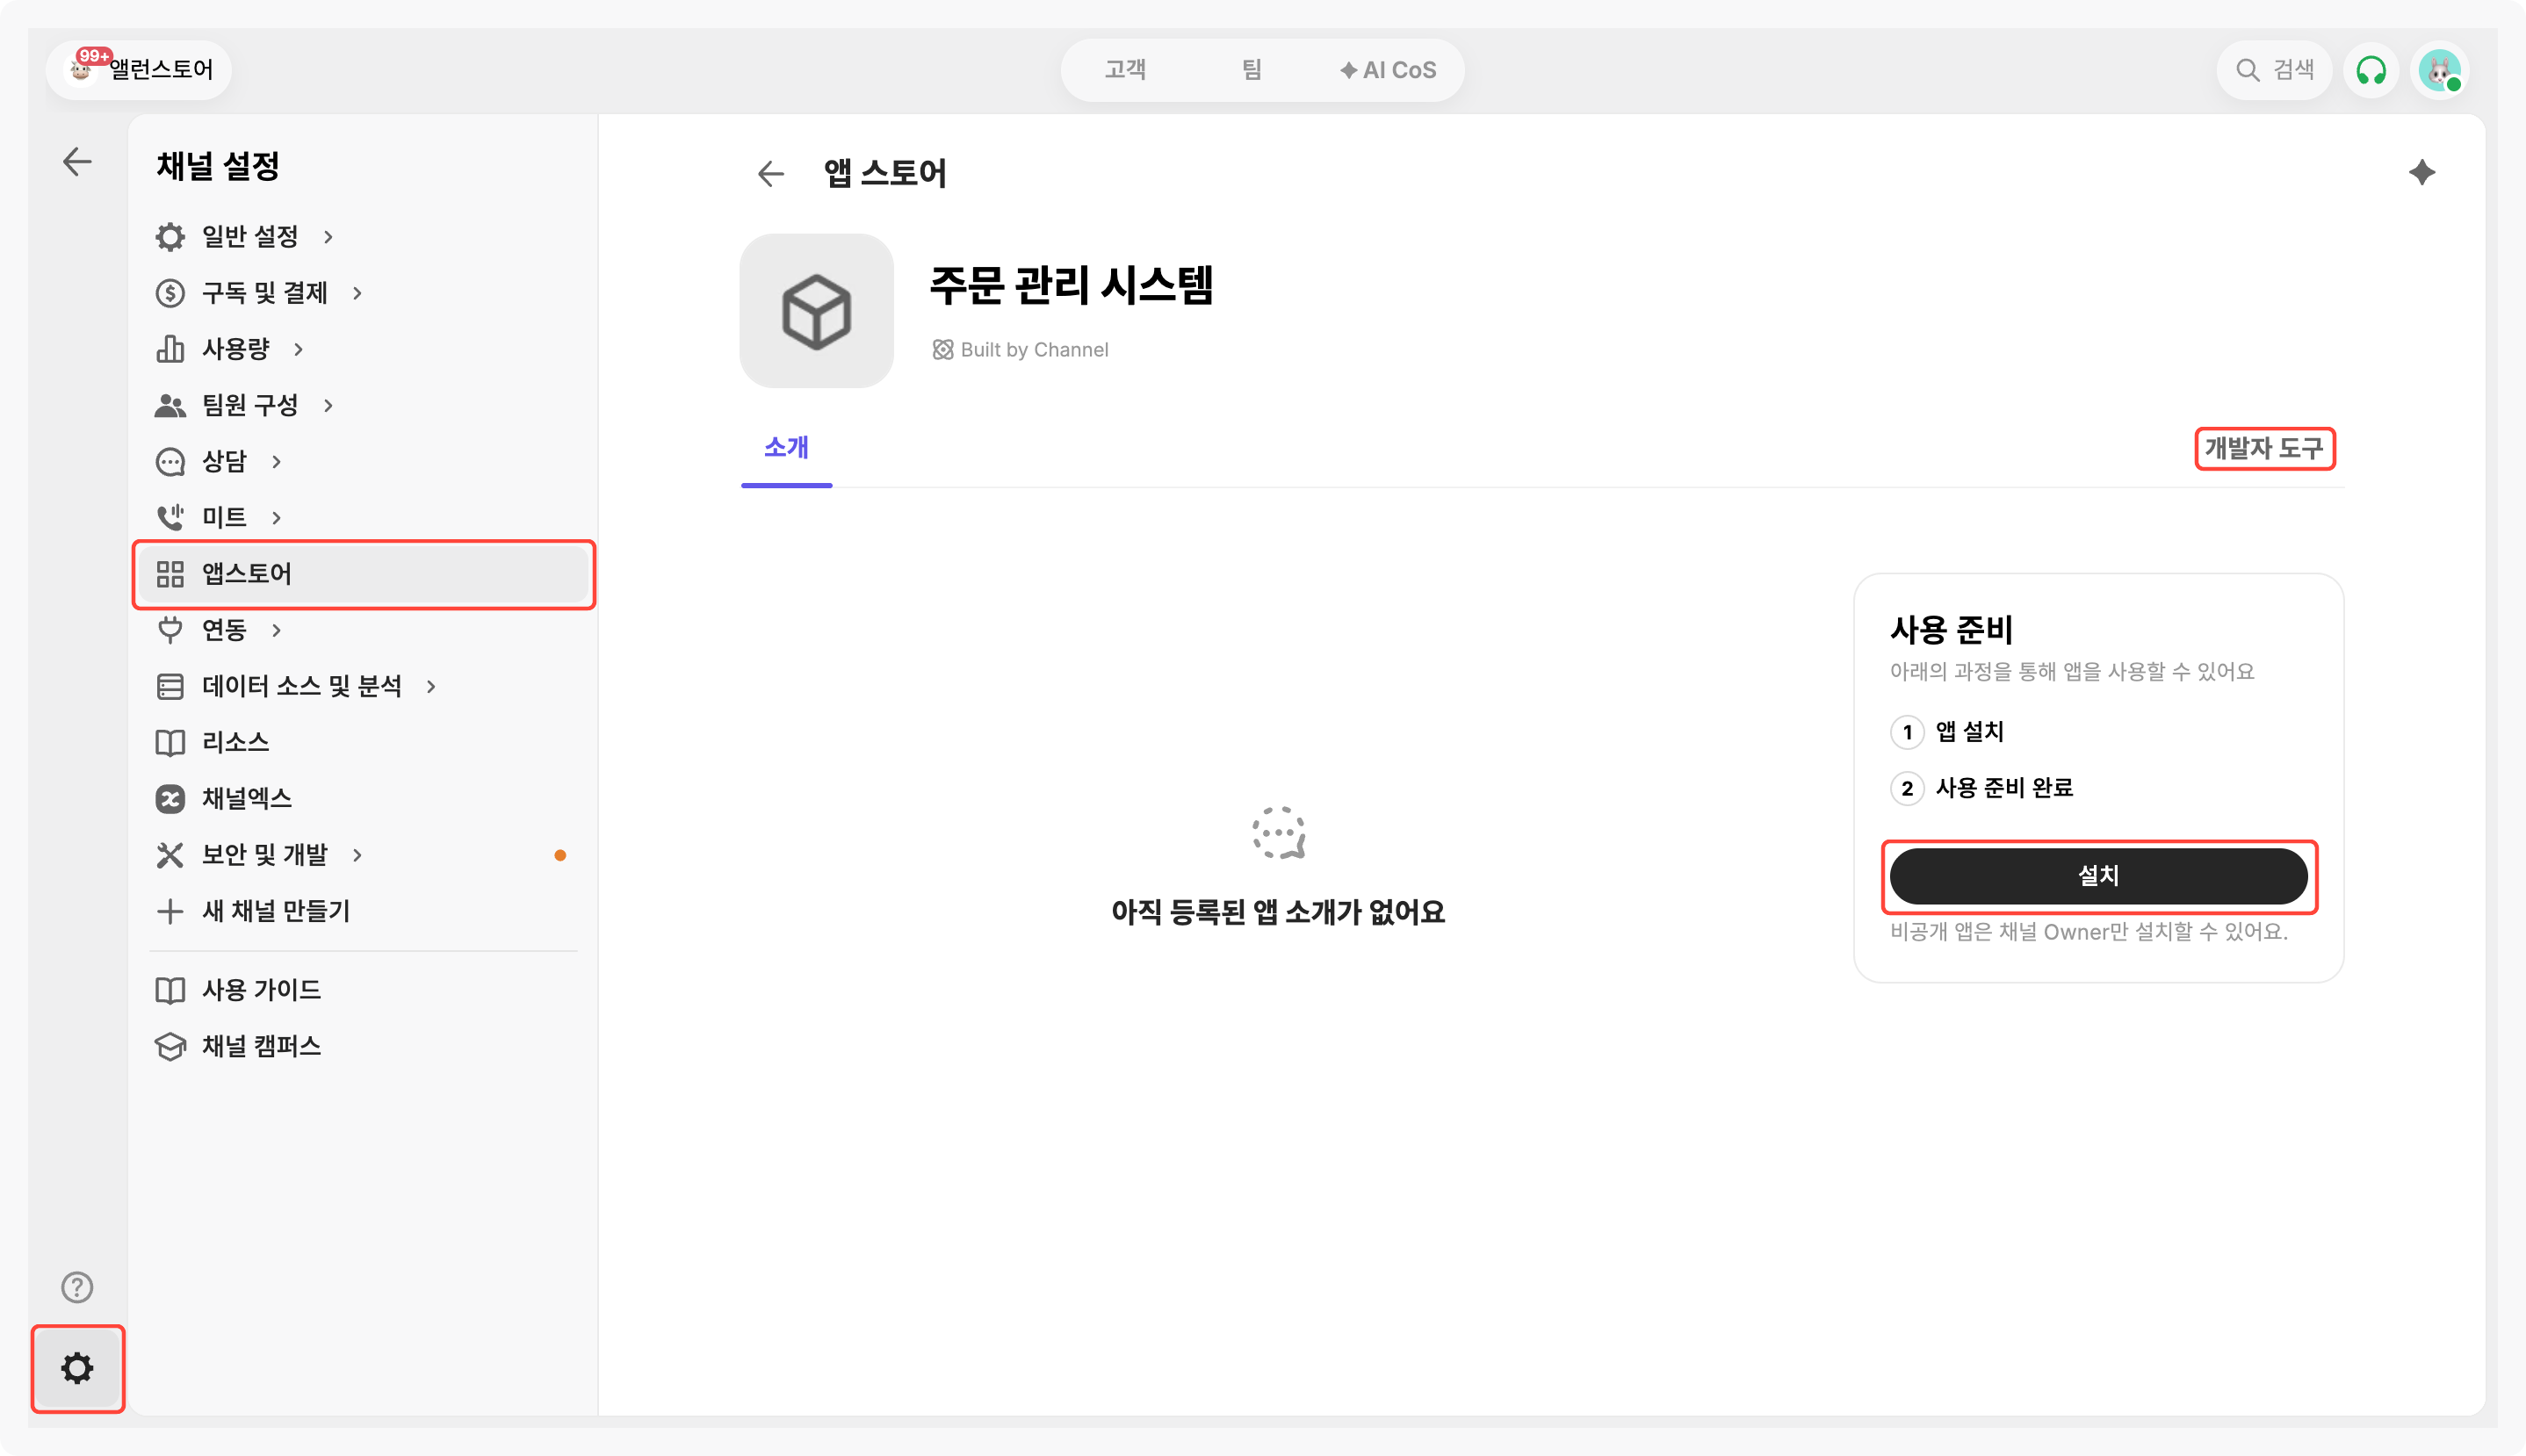 99+
앨런스토어
고객
팀
AI CoS
검색
채널 설정
일반 설정
구독 및 결제
사용량
팀원 구성
상담
미트
앱스토어
연동
데이터 소스 및 분석
리소스
채널엑스
보안 및 개발
새 채널 만들기
사용 가이드
채널 캠퍼스
앱 스토어
주문 관리 시스템
Built by Channel
소개
개발자 도구
아직 등록된 앱 소개가 없어요
사용 준비
아래의 과정을 통해 앱을 사용할 수 있어요
1 앱 설치
2 사용 준비 완료
설치
비공개 앱은 채널 Owner만 설치할 수 있어요.